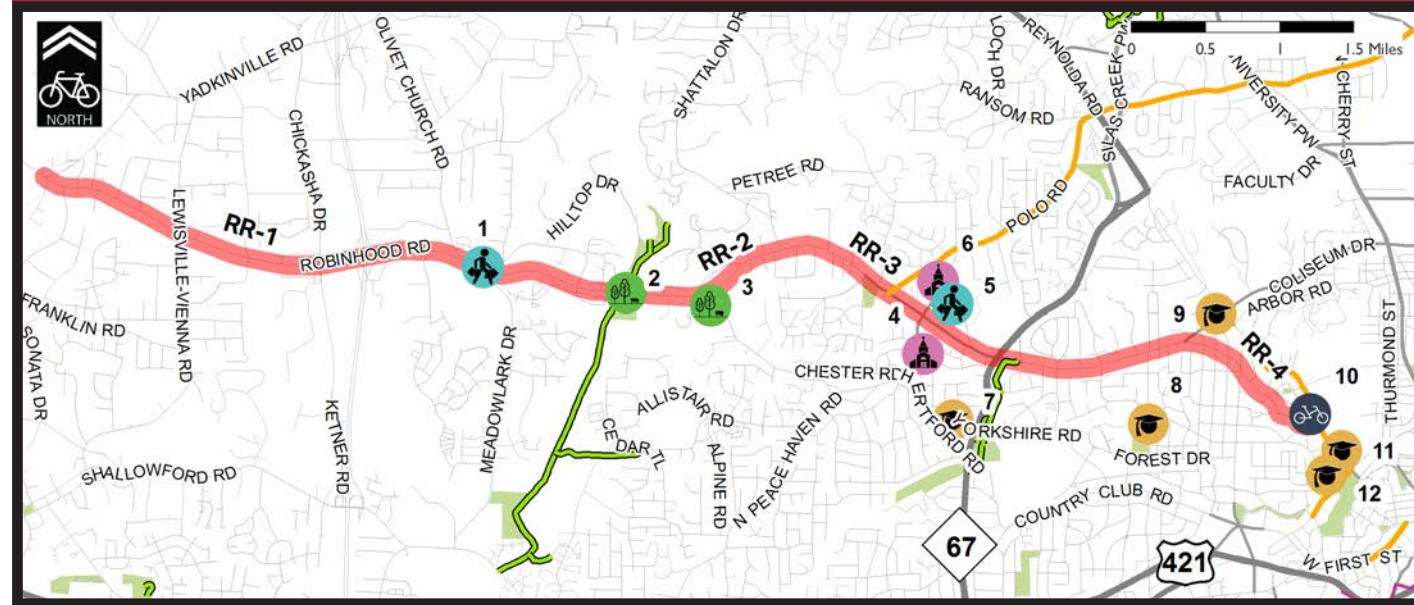 NORTH
YADKINVILLE RD
OLIVET CHURCH RD
SHATTALON DR
LOCH DR
REYNOLDA RD
SILAS CREEK PW
0 0.5 1 1.5 Miles
CHICKASHA DR
RANSOM RD
N CHERRY ST
HILLTOP DR
PETREE RD
FACULTY DR
LEWISVILLE-VIENNA RD
RR-1
ROBINHOOD RD
1
2
RR-2
3
RR-3
POLO RD
6
5
4
COLISEUM DR
ARBOR RD
9
RR-4
THURMOND ST
FRANKLIN RD
SONATA DR
MEADOWLARK DR
KETNER RD
ALLISTAIR RD
CEDAR TL
ALPINE RD
N PEACE HAVEN RD
CHESTER RD
HERTFORD RD
7
YORKSHIRE RD
8
10
FOREST DR
11
12
SHALLOWFORD RD
COUNTRY CLUB RD
67
421
W FIRST ST